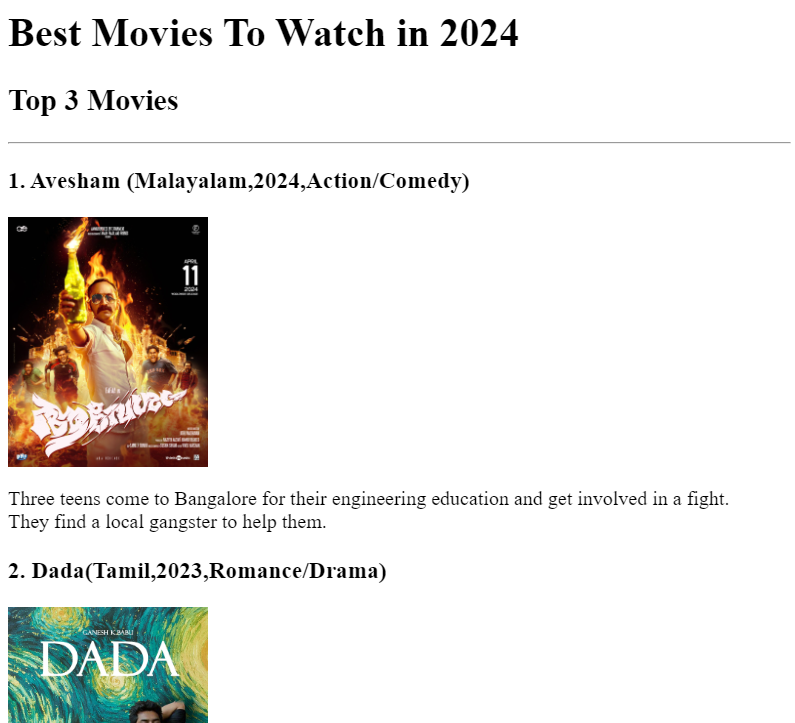 Best Movies To Watch in 2024
Top 3 Movies
1. Avesham (Malayalam,2024,Action/Comedy)
APRIL
11
2024
ആവേശം
Three teens come to Bangalore for their engineering education and get involved in a fight.
They find a local gangster to help them.
2. Dada(Tamil,2023,Romance/Drama)
GANESH K BABU
DADA